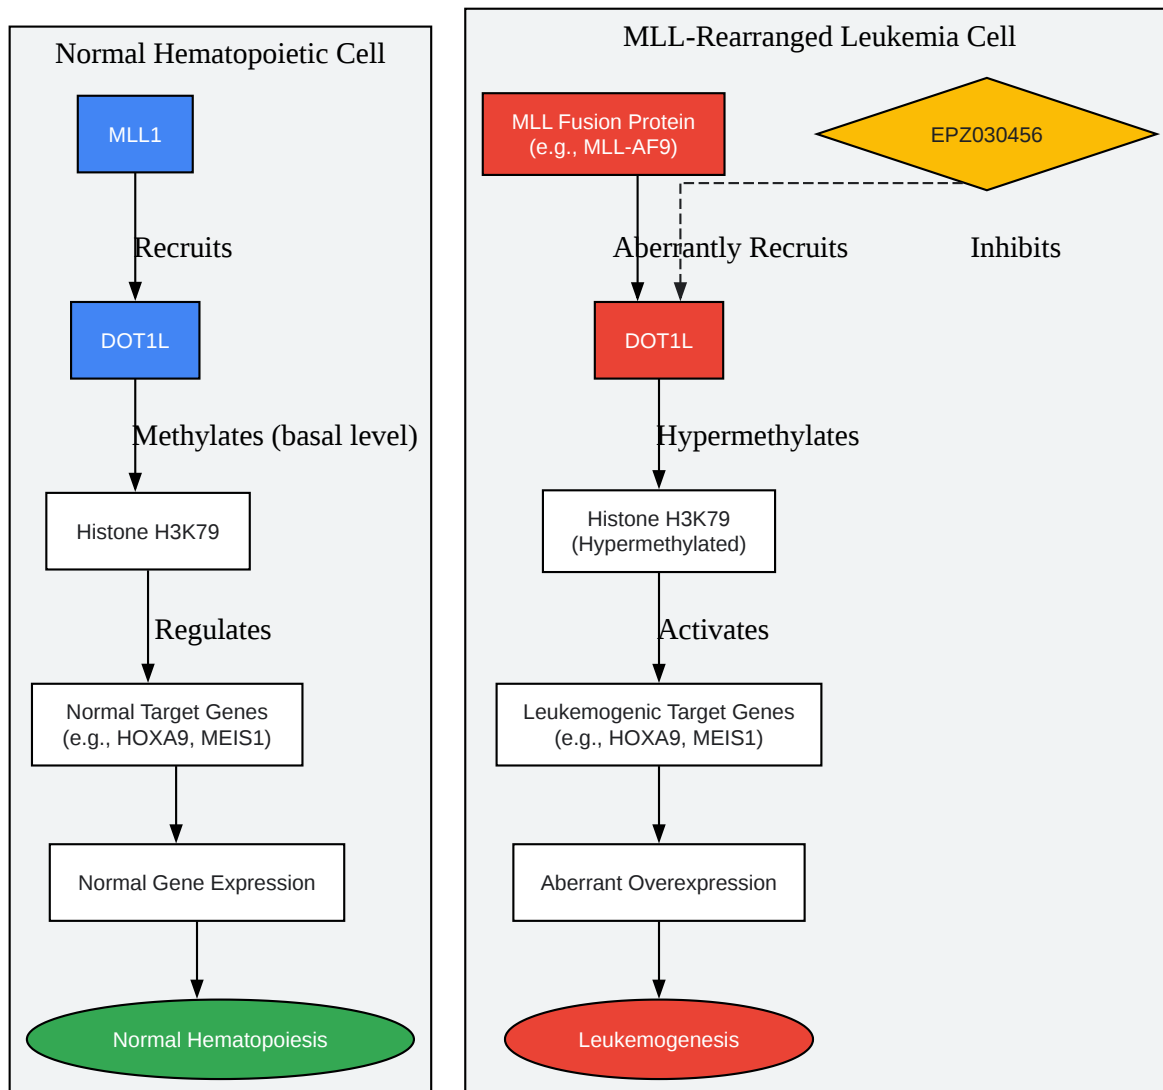 Normal Hematopoietic Cell
MLL1
Recruits
DOT1L
Methylates (basal level)
Histone H3K79
Regulates
Normal Target Genes
(e.g., HOXA9, MEIS1)
Normal Gene Expression
Normal Hematopoiesis
MLL-Rearranged Leukemia Cell
MLL Fusion Protein
(e.g., MLL-AF9)
EPZ030456
Aberrantly Recruits
Inhibits
DOT1L
Hypermethylates
Histone H3K79
(Hypermethylated)
Activates
Leukemogenic Target Genes
(e.g., HOXA9, MEIS1)
Aberrant Overexpression
Leukemogenesis